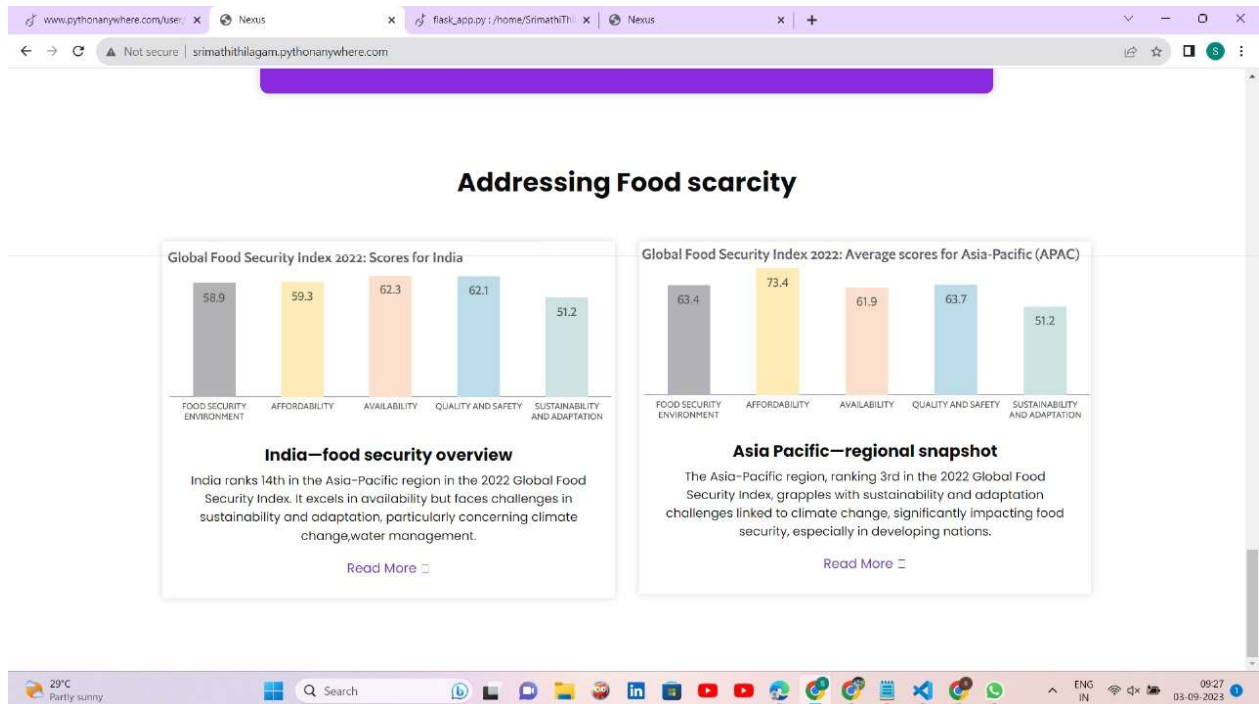 www.pythonanywhere.com/user/
Nexus
flask_app.py : /home/SrimathiThi
Nexus
Not secure
srimathithilagam.pythonanywhere.com
S
Addressing Food scarcity
Global Food Security Index 2022: Scores for India
58.9
59.3
62.3
62.1
51.2
FOOD SECURITY
ENVIRONMENT
AFFORDABILITY
AVAILABILITY
QUALITY AND SAFETY
SUSTAINABILITY
AND ADAPTATION
India—food security overview
India ranks 14th in the Asia-Pacific region in the 2022 Global Food
Security Index. It excels in availability but faces challenges in
sustainability and adaptation, particularly concerning climate
change,water management.
Read More
Global Food Security Index 2022: Average scores for Asia-Pacific (APAC)
63.4
73.4
61.9
63.7
51.2
FOOD SECURITY
ENVIRONMENT
AFFORDABILITY
AVAILABILITY
QUALITY AND SAFETY
SUSTAINABILITY
AND ADAPTATION
Asia Pacific—regional snapshot
The Asia-Pacific region, ranking 3rd in the 2022 Global Food
Security Index, grapples with sustainability and adaptation
challenges linked to climate change, significantly impacting food
security, especially in developing nations.
Read More
29°C
Partly sunny
Search
ENG
IN
09:27
03-09-2023